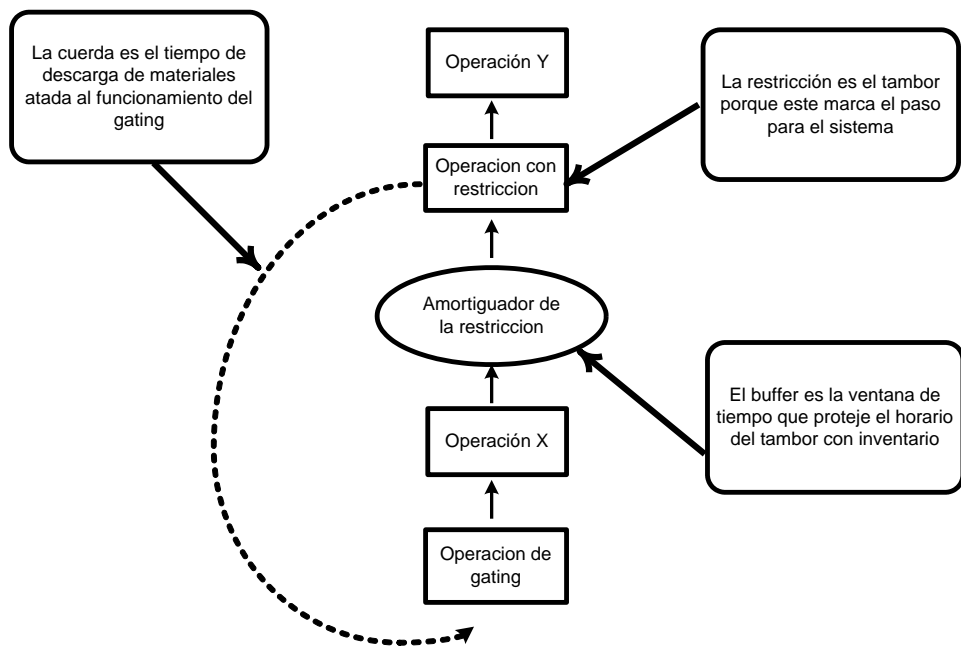 La cuerda es el tiempo de
descarga de materiales
atada al funcionamiento del
gating
Operación Y
La restricción es el tambor
porque este marca el paso
para el sistema
Operacion con
restriccion
Amortiguador de
la restriccion
El buffer es la ventana de
tiempo que proteje el horario
del tambor con inventario
Operación X
Operacion de
gating